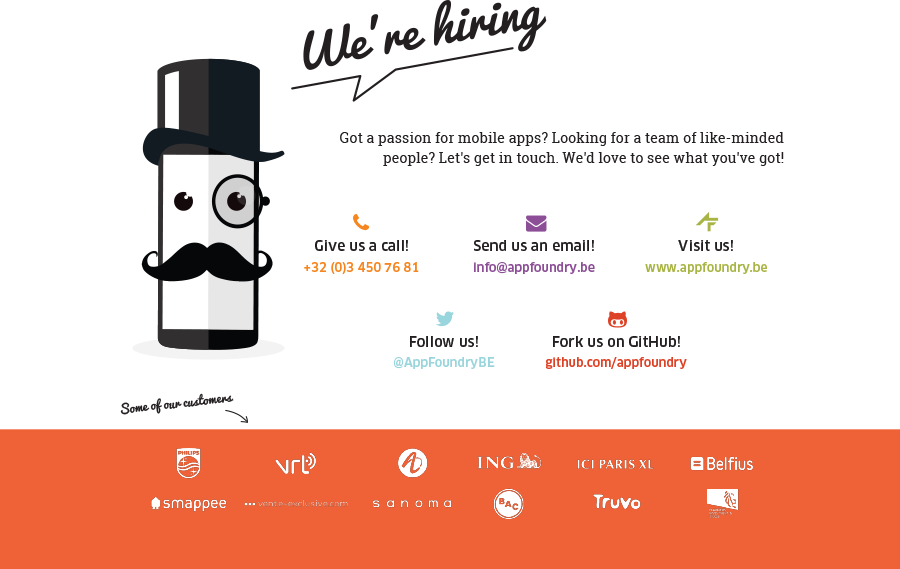 We're hiring
Got a passion for mobile apps? Looking for a team of like-minded
people? Let's get in touch. We'd love to see what you've got!
Give us a call!
+32 (0)3 450 76 81
Send us an email!
info@appfoundry.be
Visit us!
www.appfoundry.be
Follow us!
@AppFoundryBE
Fork us on GitHub!
github.com/appfoundry
Some of our customers
PHILIPS
vrt
ING
ICI PARIS XL
Belfius
smappee
vente-exclusive.com
sanoma
BAC
Truvo